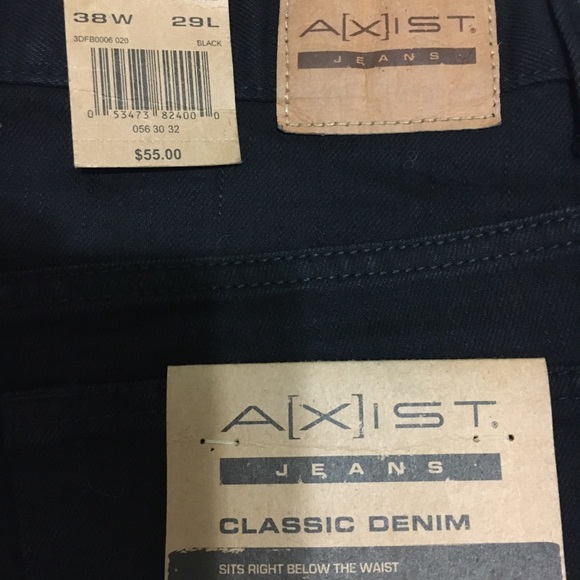 38W 29L
3DFB0006 020 BLACK
0 53473 82400 0
056 30 32
$55.00
A[X]IST®
JEANS
A[X]IST®
JEANS
CLASSIC DENIM
SITS RIGHT BELOW THE WAIST